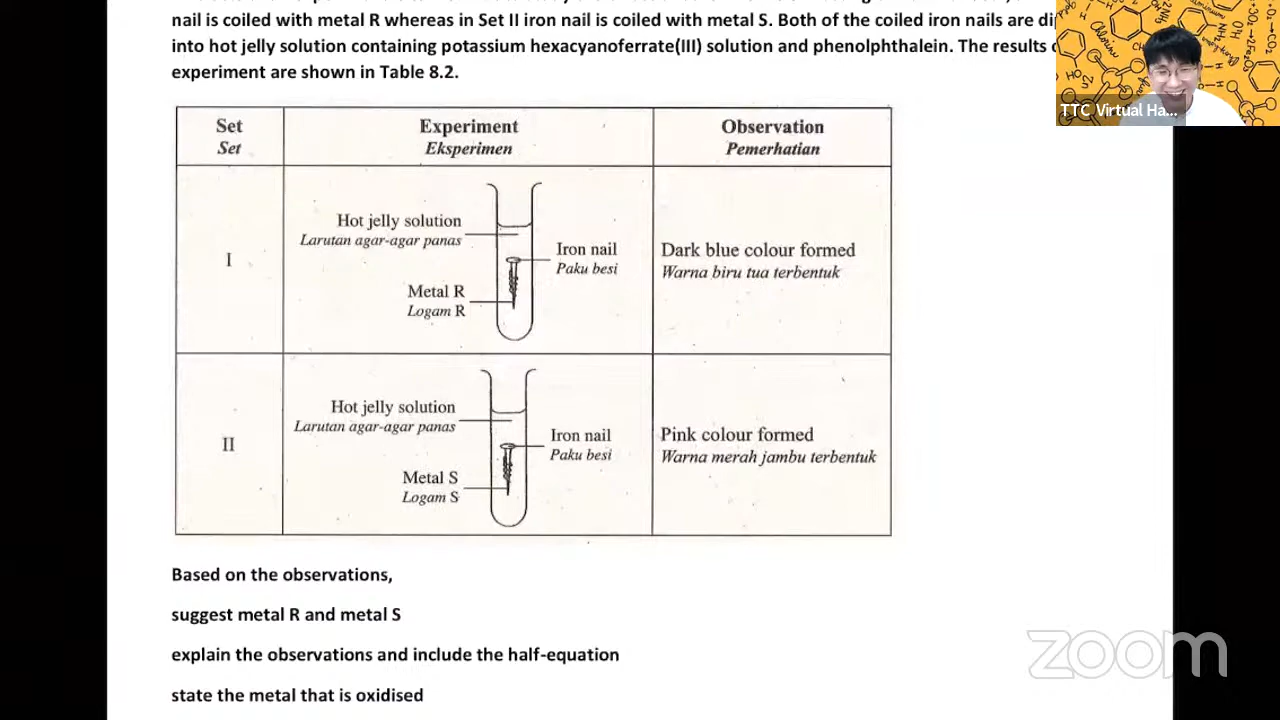 nail is coiled with metal R whereas in Set II iron nail is coiled with metal S. Both of the coiled iron nails are
into hot jelly solution containing potassium hexacyanoferrate(III) solution and phenolphthalein. The results
experiment are shown in Table 8.2.
TTC Virtual Ha...
Set
Set
Experiment
Eksperimen
Observation
Pemerhatian
I
Hot jelly solution
Larutan agar-agar panas
Iron nail
Paku besi
Metal R
Logam R
Dark blue colour formed
Warna biru tua terbentuk
II
Hot jelly solution
Larutan agar-agar panas
Iron nail
Paku besi
Metal S
Logam S
Pink colour formed
Warna merah jambu terbentuk
Based on the observations,
suggest metal R and metal S
explain the observations and include the half-equation
state the metal that is oxidised
zoom